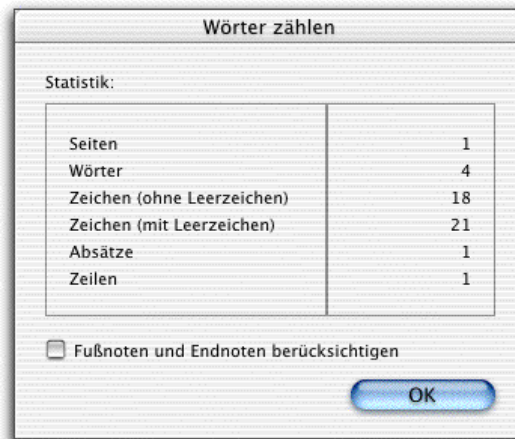 Wörter zählen
Statistik:
Seiten 1
Wörter 4
Zeichen (ohne Leerzeichen) 18
Zeichen (mit Leerzeichen) 21
Absätze 1
Zeilen 1
Fußnoten und Endnoten berücksichtigen
OK